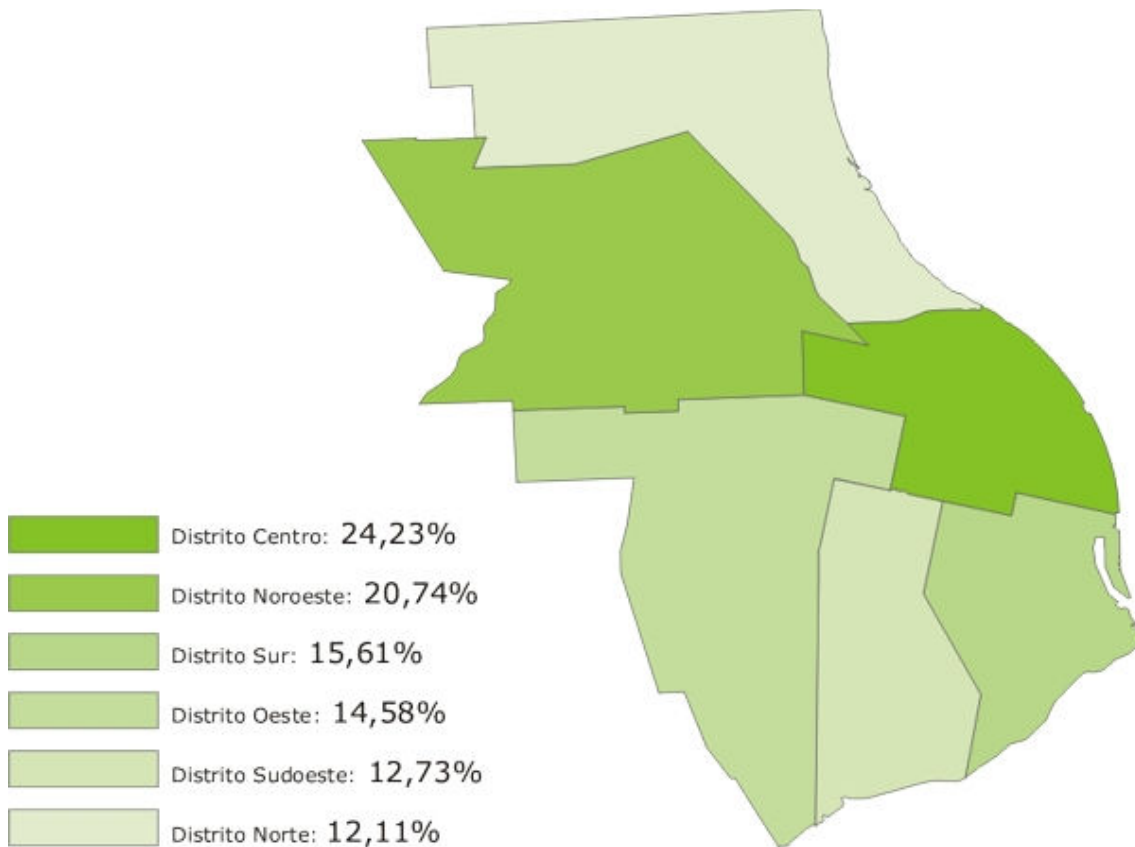 Distrito Centro: 24,23%
Distrito Noroeste: 20,74%
Distrito Sur: 15,61%
Distrito Oeste: 14,58%
Distrito Sudoeste: 12,73%
Distrito Norte: 12,11%